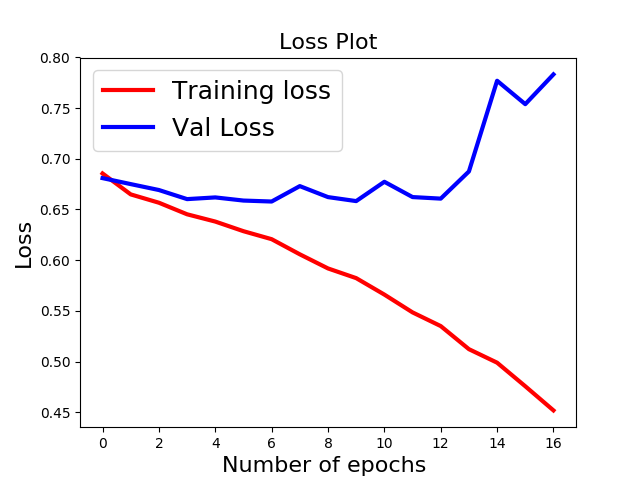 Loss Plot
0.80
0.75
0.70
0.65
0.60
0.55
0.50
0.45
Loss
Training loss
Val Loss
0 2 4 6 8 10 12 14 16
Number of epochs